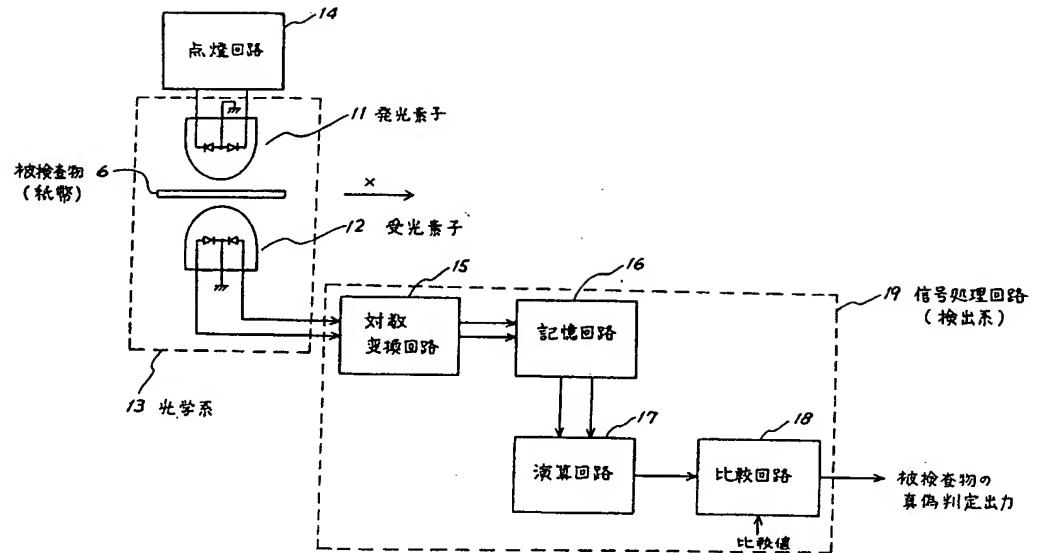 14
点燈回路
11 発光素子
被検査物 6
(紙幣)
x
12 受光素子
13 光学系
15
対数
変換回路
16
記憶回路
19 信号処理回路
(検出系)
17
演算回路
18
比較回路
被検査物の
真偽判定出力
比較値